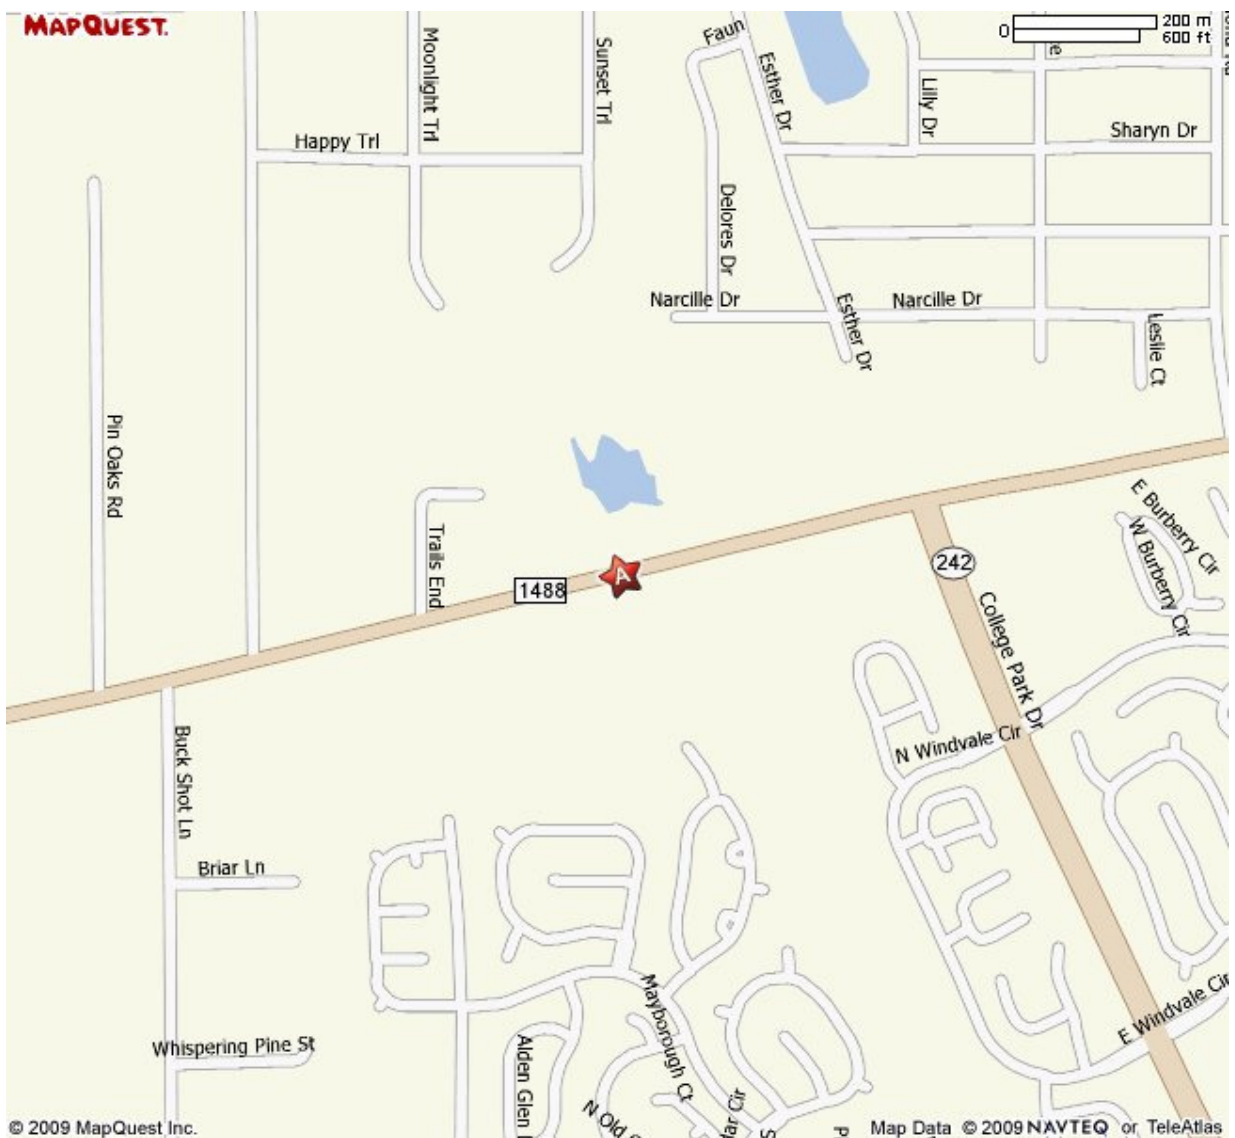 MAPQUEST.
0
200 m
600 ft
Faun
Moonlight Trl
Sunset Trl
Esther Dr
Lilly Dr
Happy Trl
Sharyn Dr
Delores Dr
Narcille Dr
Narcille Dr
Esther Dr
Leslie Ct
Pin Oaks Rd
Trails End
E Burberry Cir
W Burberry Cir
1488
A
242
College Park Dr
N Windvale Cir
Buck Shot Ln
Briar Ln
Mayborough Ct
E Windvale Cir
Whispering Pine St
Alden Glen
N Old
Cir
© 2009 MapQuest Inc.
Map Data © 2009 NAVTEQ or TeleAtlas